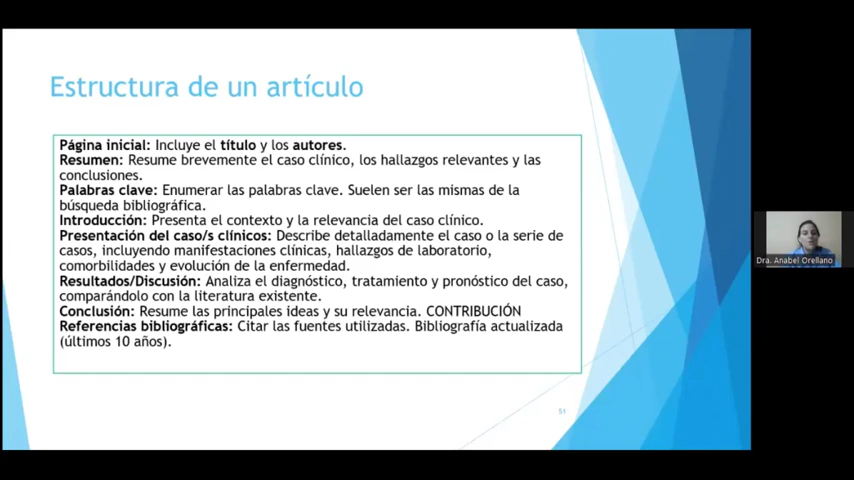 Estructura de un artículo
Página inicial: Incluye el título y los autores.
Resumen: Resume brevemente el caso clínico, los hallazgos relevantes y las
conclusiones.
Palabras clave: Enumerar las palabras clave. Suelen ser las mismas de la
búsqueda bibliográfica.
Introducción: Presenta el contexto y la relevancia del caso clínico.
Presentación del caso/s clínicos: Describe detalladamente el caso o la serie de
casos, incluyendo manifestaciones clínicas, hallazgos de laboratorio,
comorbilidades y evolución de la enfermedad.
Resultados/Discusión: Analiza el diagnóstico, tratamiento y pronóstico del caso,
comparándolo con la literatura existente.
Conclusión: Resume las principales ideas y su relevancia. CONTRIBUCIÓN
Referencias bibliográficas: Citar las fuentes utilizadas. Bibliografía actualizada
(últimos 10 años).
51
Dra. Anabel Orellano